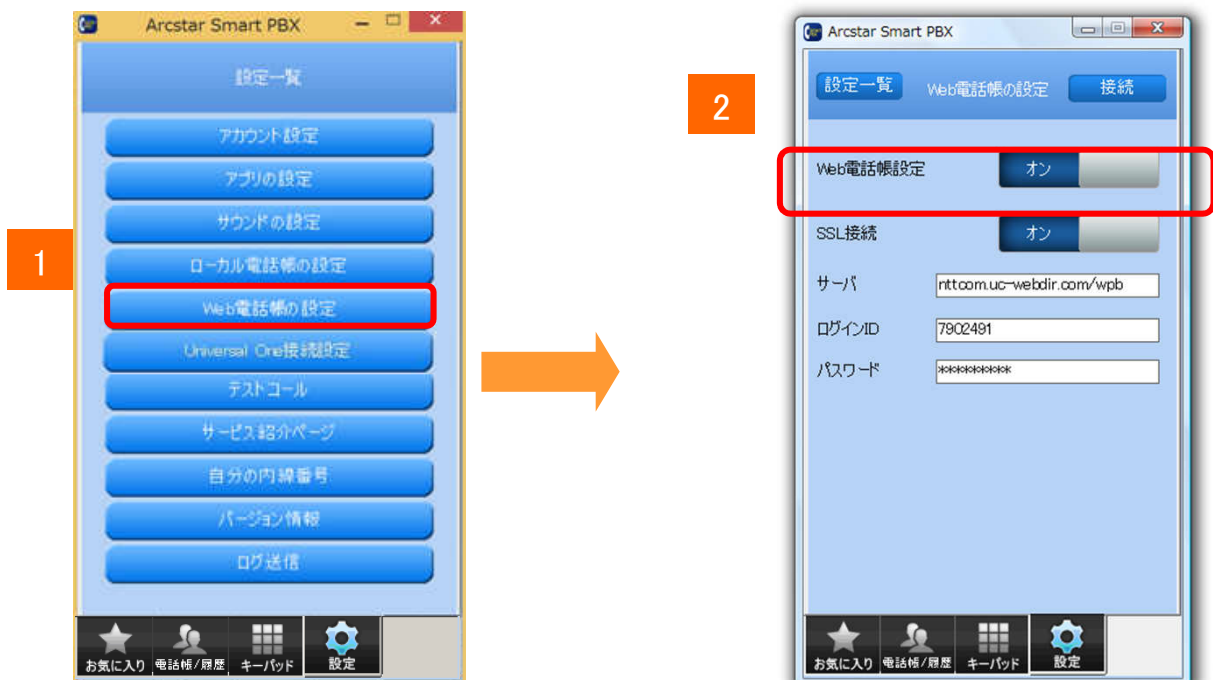 Arcstar Smart PBX
設定一覧
アカウント設定
アプリの設定
サウンドの設定
1
ローカル電話帳の設定
Web電話帳の設定
Universal One接続設定
テストコール
サービス紹介ページ
自分の内線番号
バージョン情報
ログ送信
お気に入り 電話帳/履歴 キーパッド 設定
2
Arcstar Smart PBX
設定一覧 Web電話帳の設定 接続
Web電話帳設定 オン
SSL接続 オン
サーバ nttcom.uc-webdir.com/wpb
ログインID 7902491
パスワード **********
お気に入り 電話帳/履歴 キーパッド 設定